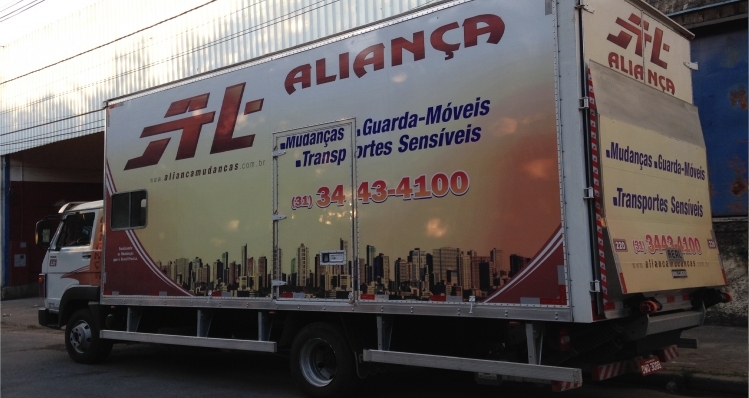 ALIANÇA
AL
www.aliancamudancas.com.br
Mudanças Guarda-Móveis
Transportes Sensíveis
(31) 3443-4100
AL
ALIANÇA
Mudanças Guarda-Móveis
Transportes Sensíveis
(31) 3443-4100